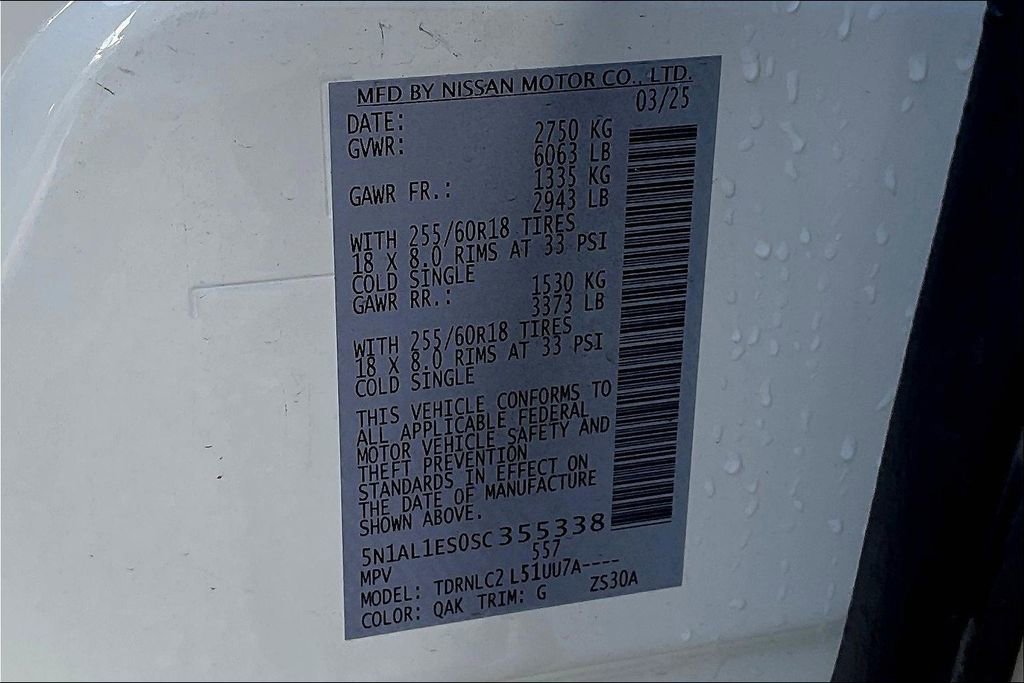 MFD BY NISSAN MOTOR CO., LTD.
DATE: 03/25
GVWR: 2750 KG
6063 LB
GAWR FR.: 1335 KG
2943 LB
WITH 255/60R18 TIRES
18 X 8.0 RIMS AT 33 PSI
COLD SINGLE
GAWR RR.: 1530 KG
3373 LB
WITH 255/60R18 TIRES
18 X 8.0 RIMS AT 33 PSI
COLD SINGLE
THIS VEHICLE CONFORMS TO
ALL APPLICABLE FEDERAL
MOTOR VEHICLE SAFETY AND
THEFT PREVENTION
STANDARDS IN EFFECT ON
THE DATE OF MANUFACTURE
SHOWN ABOVE.
5N1AL1ES0SC355338
MPV 557
MODEL: TDRNLC2 L51UU7A----
COLOR: QAK TRIM: G ZS30A